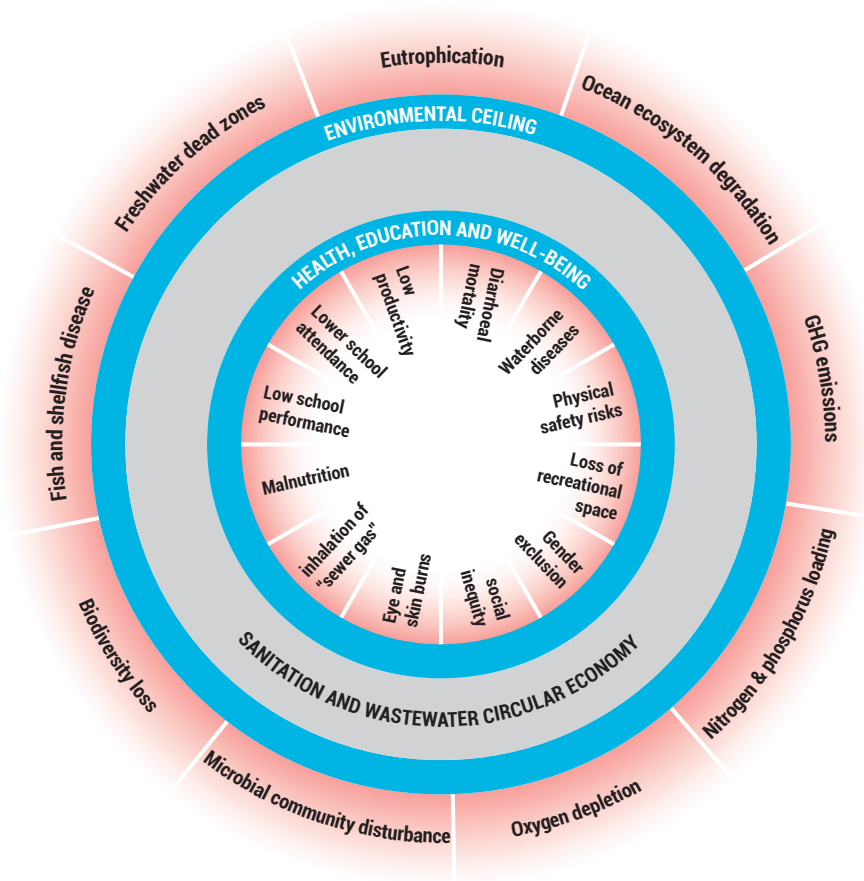 Eutrophication
Ocean ecosystem degradation
GHG emissions
Nitrogen & phosphorus loading
Oxygen depletion
Microbial community disturbance
Biodiversity loss
Fish and shellfish disease
Freshwater dead zones
ENVIRONMENTAL CEILING
HEALTH, EDUCATION AND WELL-BEING
Diarrhoeal
mortality
Waterborne
diseases
Physical
safety risks
Loss of
recreational
space
Gender
exclusion
social
inequity
Eye and
skin burns
inhalation of
“sewer gas”
Malnutrition
Low school
performance
Lower school
attendance
Low
productivity
SANITATION AND WASTEWATER CIRCULAR ECONOMY